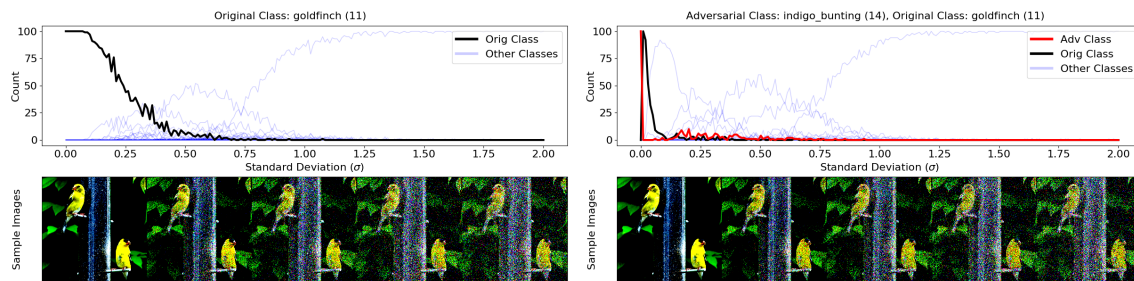 Original Class: goldfinch (11)
100
75
50
25
0
Count
Orig Class
Other Classes
0.00 0.25 0.50 0.75 1.00 1.25 1.50 1.75 2.00
Standard Deviation (σ)
Sample Images
Adversarial Class: indigo_bunting (14), Original Class: goldfinch (11)
100
75
50
25
0
Count
Adv Class
Orig Class
Other Classes
0.00 0.25 0.50 0.75 1.00 1.25 1.50 1.75 2.00
Standard Deviation (σ)
Sample Images